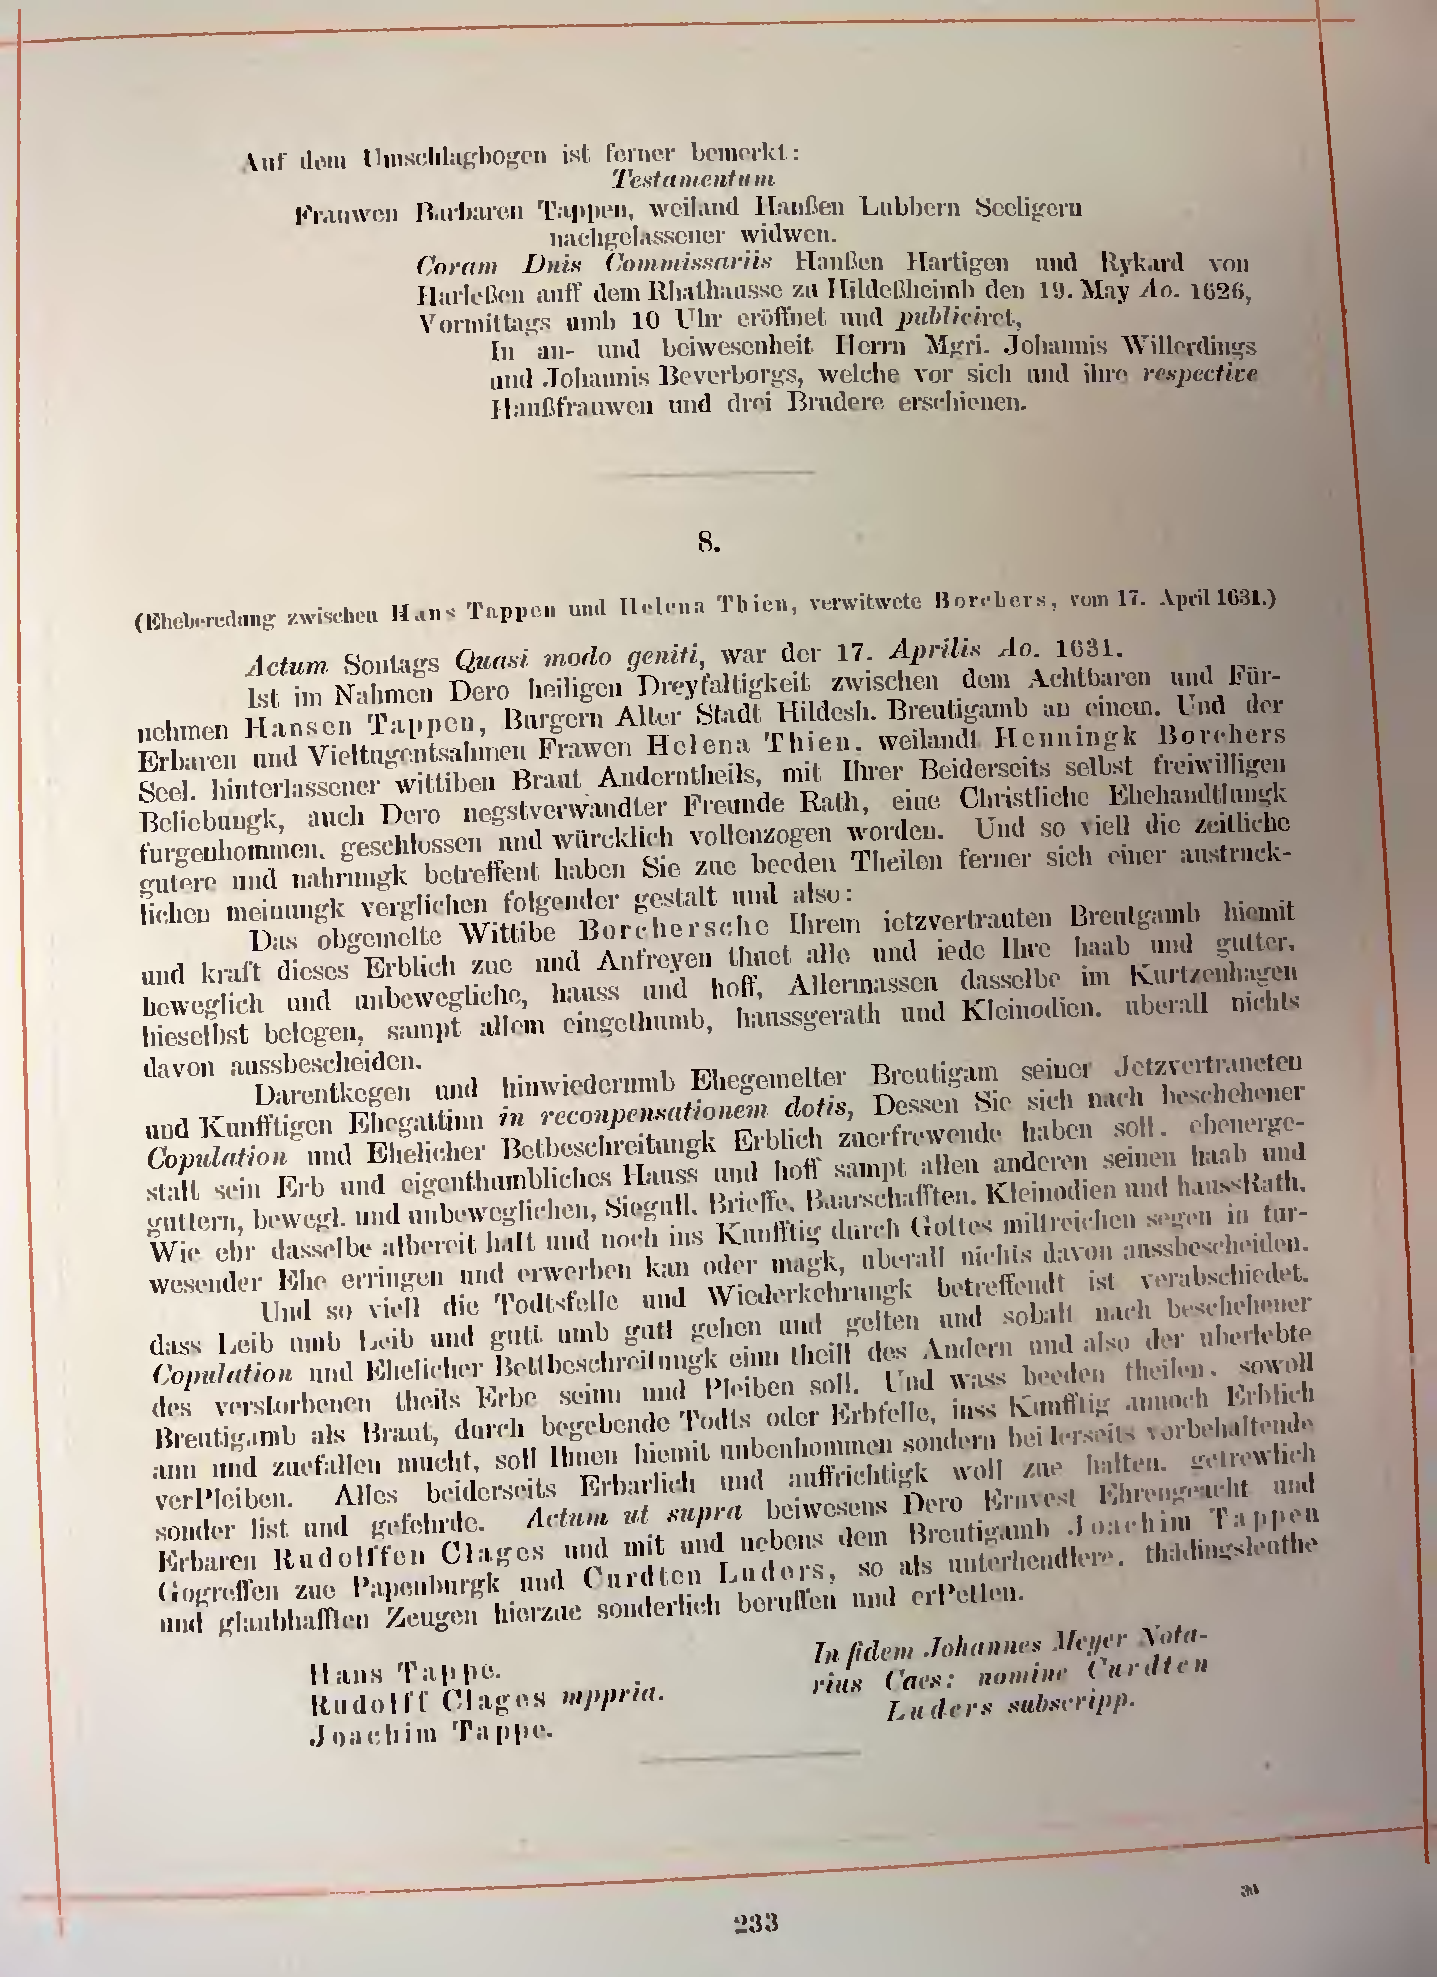 Auf dem Umschlagbogen ist ferner bemerkt:
Testamentum
Frauwen Barbaren Tappen, weiland Haußen Lubbern Seeligern
nachgelassener widwen.
Coram Dnis Commissariis Haußen Hartigen und Rykard von
Harleßen auff dem Rhathausse zu Hildeßheimb den 19. May Ao. 1626,
Vormittags umb 10 Uhr eröffnet und publiciret,
In an- und beiwesenheit Herrn Mgri. Johannis Willerdings
und Johannis Beverborgs, welche vor sich und ihre respective
Haußfrauwen und drei Brudere erschienen.
8.
(Eheberedung zwischen Hans Tappen und Helena Thien, verwitwete Borchers, vom 17. April 1631.)
Actum Sontags Quasi modo geniti, war der 17. Aprilis Ao. 1631.
Ist im Nahmen Dero heiligen Dreyfaltigkeit zwischen dem Achtbaren und Für-
nehmen Hansen Tappen, Burgern Alter Stadt Hildesh. Breutigamb an einem. Und der
Erbaren und Vieltugentsahmen Frawen Helena Thien, weilandt Henningk Borchers
Seel. hinterlassener wittiben Braut Anderntheils, mit Ihrer Beiderseits selbst freiwilligen
Beliebungk, auch Dero negstverwandter Freunde Rath, eine Christliche Ehehandtlungk
furgenhommen, geschlossen und würcklich vollenzogen worden. Und so viell die zeitliche
gutere und nahrungk betreffent haben Sie zue beeden Theilen ferner sich einer austruck-
lichen meinungk verglichen folgender gestalt und also:
Das obgemelte Wittibe Borchersche Ihrem ietzvertrauten Breutgamb hiemit
und kraft dieses Erblich zue und Anfreyen thuet alle und iede Ihre haab und gutter,
beweglich und unbewegliche, hauss und hoff, Allermassen dasselbe im Kurtzenhagen
hieselbst belegen, sampt allem eingethumb, haussgerath und Kleinodien, uberall nichts
davon aussbescheiden.
Darentkegen und hinwiederumb Ehegemelter Breutigam seiner Jetzvertraueten
und Kunfftigen Ehegattinn in reconpensationem dotis, Dessen Sie sich nach beschehener
Copulation und Ehelicher Betbeschreitungk Erblich zuerfrewende haben soll, ebenerge-
stalt sein Erb und eigenthumbliches Hauss und hoff sampt allen anderen seinen haab und
guttern, bewegl. und unbeweglichen, Siegull, Brieffe, Baarschafften, Kleinodien und haussRath,
Wie ehr dasselbe albereit hatt und noch ins Kunfftig durch Gottes miltreichen segen in fur-
wesender Ehe erringen und erwerben kan oder magk, uberall nichts davon aussbescheiden.
Und so viell die Todtsfelle und Wiederkehrungk betreffendt ist verabschiedet,
dass Leib umb Leib und gutt umb gutt gehen und gelten und sobalt nach beschehener
Copulation und Ehelicher Bettbeschreitungk einn theill des Andern und also der uberlebte
des verstorbenen theils Erbe seinn und Pleiben soll. Und wass beeden theilen, sowoll
Breutigamb als Braut, durch begebende Todts oder Erbfelle, inss Kunfftig annoch Erblich
ann und zuefallen mucht, soll Ihnen hiemit unbenhommen sondern beiderseits vorbehaltende
verPleiben. Alles beiderseits Erbarlich und auffrichtigk woll zue halten, getrewlich
sonder list und gefehrde. Actum ut supra beiwesens Dero Ernvest Ehrengeacht und
Erbaren Rudolffen Clages und mit und nebens dem Breutigamb Joachim Tappen
Gogreffen zue Papenburgk und Curdten Luders, so als unterhendlere, thädingsleuthe
und glaubhafften Zeugen hierzue sonderlich beruffen und erPetten.
Hans Tappe.
Rudolff Clages mppria.
Joachim Tappe.
In fidem Johannes Meyer Nota-
rius Caes: nomine Curdten
Luders subscripp.
30
233